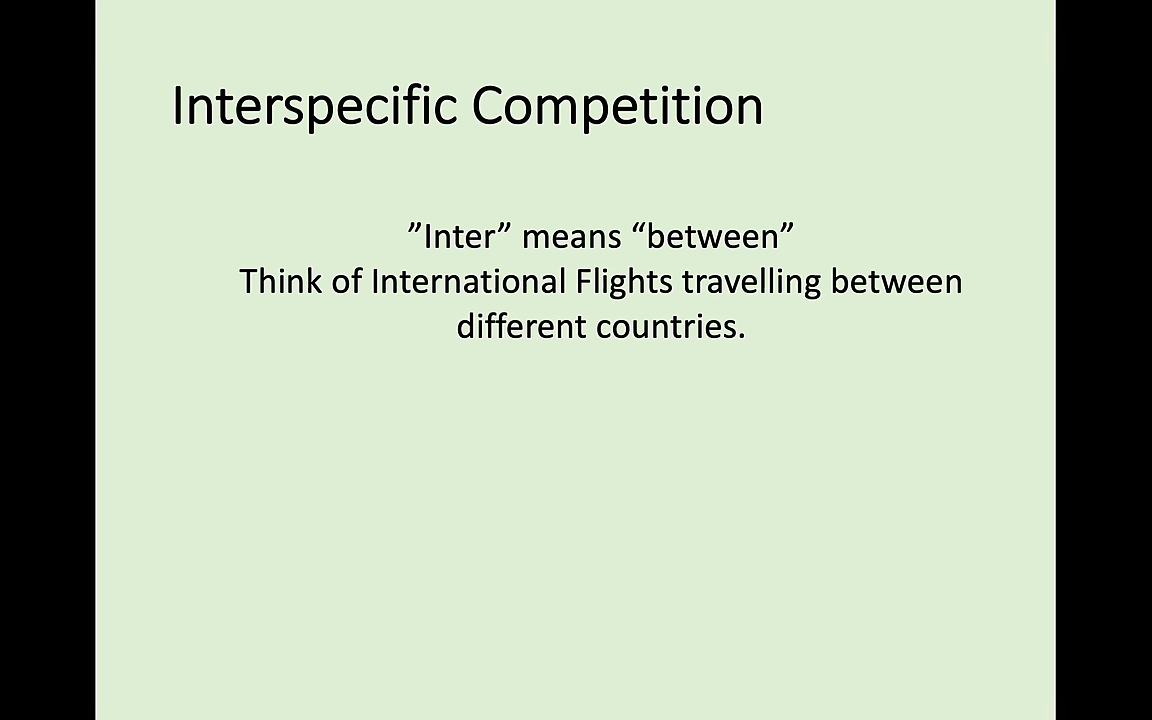 Interspecific Competition
”Inter” means “between”
Think of International Flights travelling between
different countries.